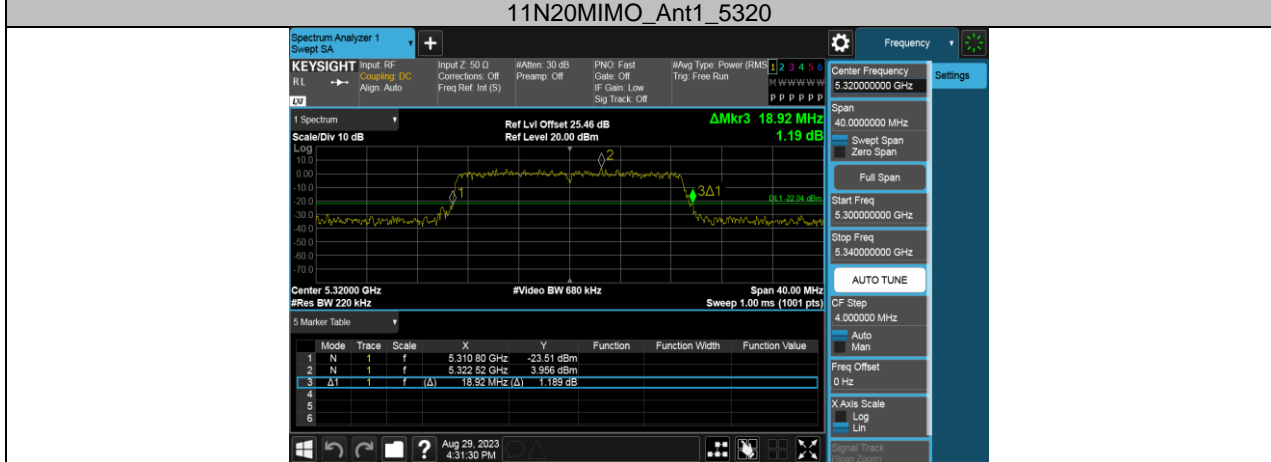 11N20MIMO_Ant1_5320
Spectrum Analyzer 1
Swept SA
+
Frequency
KEYSIGHT Input: RF Input Z: 50 Ω #Atten: 30 dB PNO: Fast #Avg Type: Power (RMS 1 2 3 4 5 6
RL Coupling: DC Corrections: Off Preamp: Off Gate: Off Trig: Free Run M W W W W W
Align: Auto Freq Ref: Int (S) IF Gain: Low
LXI Sig Track: Off P P P P P P
Center Frequency Settings
5.320000000 GHz
Span
40.0000000 MHz
Swept Span
Zero Span
Full Span
Start Freq
5.300000000 GHz
Stop Freq
5.340000000 GHz
AUTO TUNE
CF Step
4.000000 MHz
Auto
Man
Freq Offset
0 Hz
X Axis Scale
Log
Lin
Signal Track
(Span Zoom)
1 Spectrum
Scale/Div 10 dB
Ref Lvl Offset 25.46 dB
Ref Level 20.00 dBm
ΔMkr3 18.92 MHz
1.19 dB
Log
10.0
0.00
-10.0
-20.0
-30.0
-40.0
-50.0
-60.0
-70.0
1
2
3Δ1
DL1 -22.04 dBm
Center 5.32000 GHz #Video BW 680 kHz Span 40.00 MHz
#Res BW 220 kHz Sweep 1.00 ms (1001 pts)
5 Marker Table
Mode Trace Scale X Y Function Function Width Function Value
1 N 1 f 5.310 80 GHz -23.51 dBm
2 N 1 f 5.322 52 GHz 3.956 dBm
3 Δ1 1 f (Δ) 18.92 MHz (Δ) 1.189 dB
4
5
6
?
Aug 29, 2023
4:31:30 PM